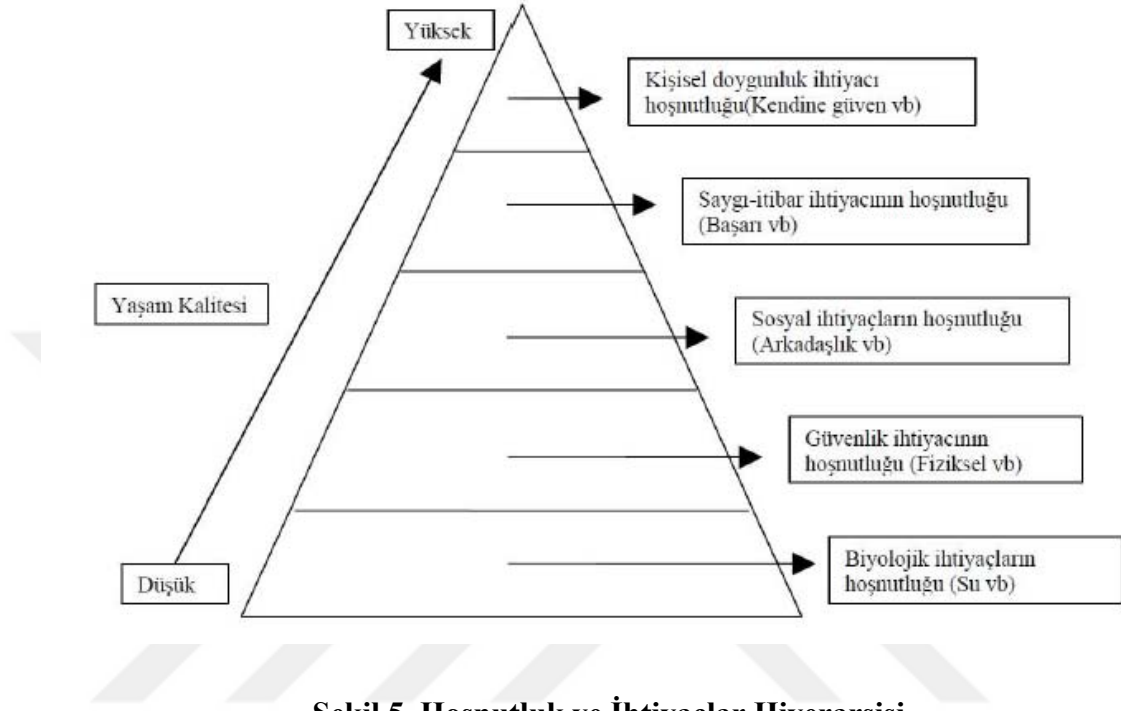 Yüksek
Kişisel doygunluk ihtiyacı
hoşnutluğu(Kendine güven vb)
Saygı-itibar ihtiyacının hoşnutluğu
(Başarı vb)
Yaşam Kalitesi
Sosyal ihtiyaçların hoşnutluğu
(Arkadaşlık vb)
Güvenlik ihtiyacının
hoşnutluğu (Fiziksel vb)
Düşük
Biyolojik ihtiyaçların
hoşnutluğu (Su vb)
Şekil 5. Hoşnutluk ve İhtiyaçlar Hiyerarşisi